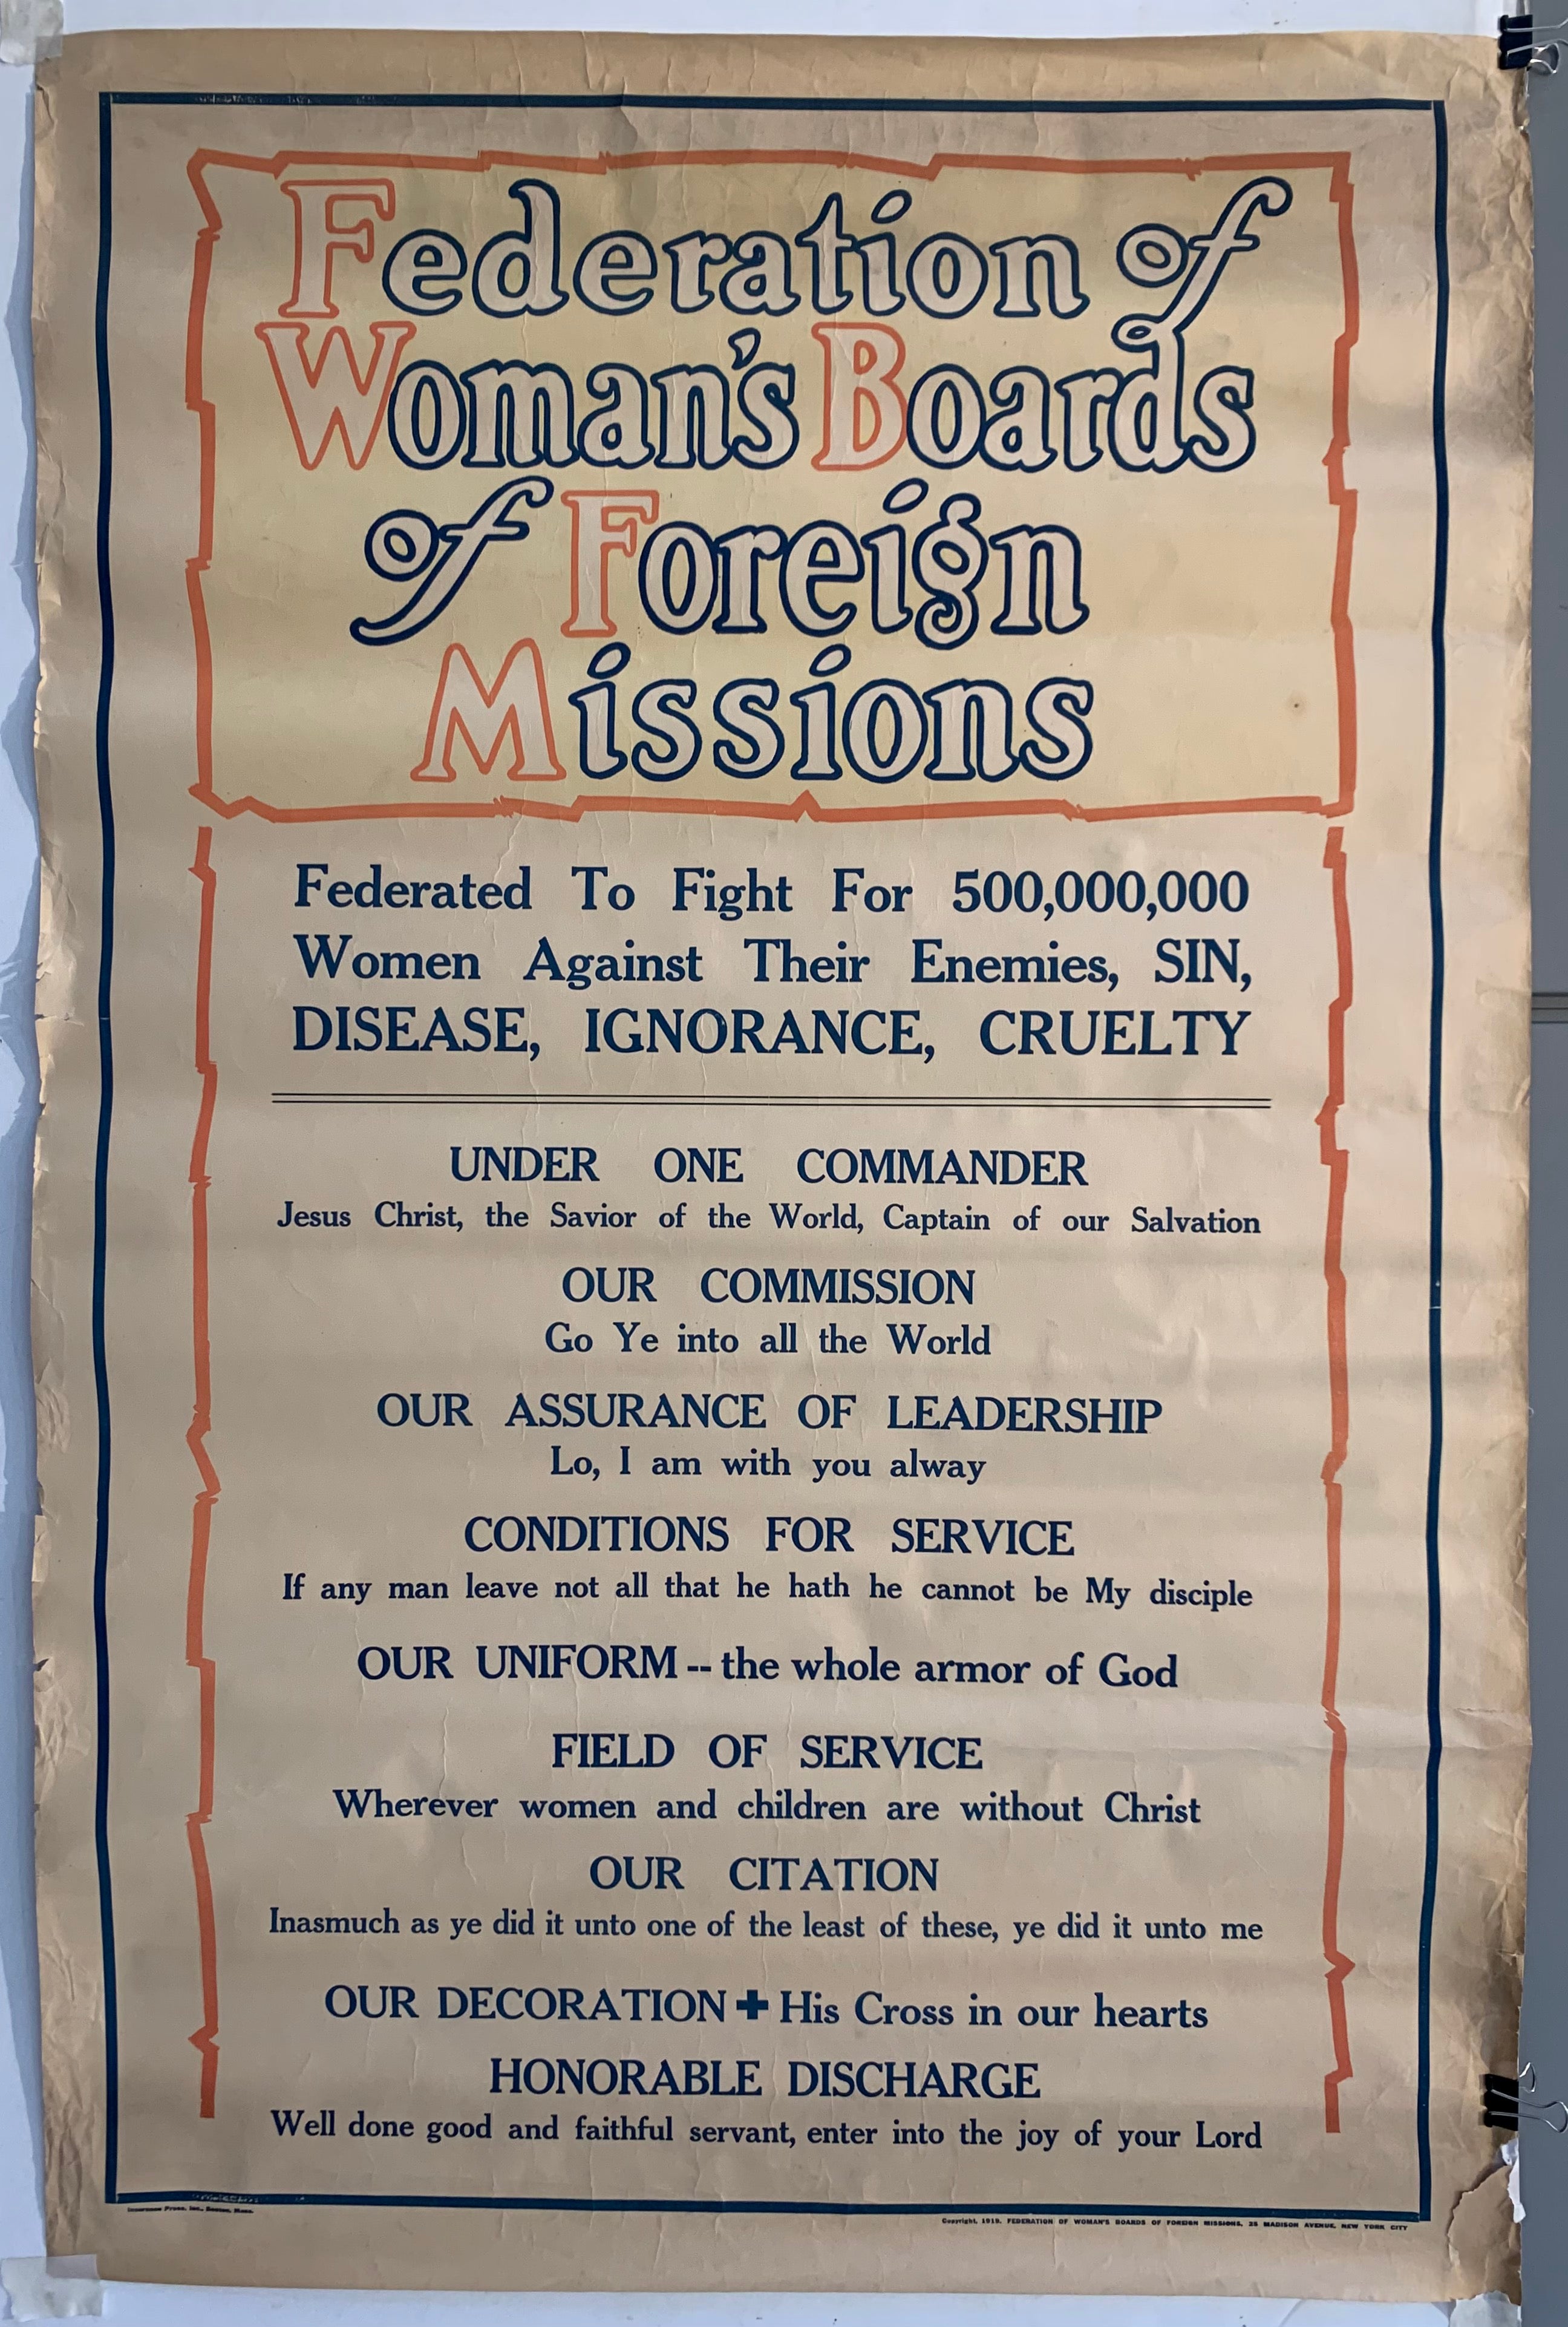 Federation of
Woman's Boards
of Foreign
Missions
Federated To Fight For 500,000,000
Women Against Their Enemies, SIN,
DISEASE, IGNORANCE, CRUELTY
UNDER ONE COMMANDER
Jesus Christ, the Savior of the World, Captain of our Salvation
OUR COMMISSION
Go Ye into all the World
OUR ASSURANCE OF LEADERSHIP
Lo, I am with you alway
CONDITIONS FOR SERVICE
If any man leave not all that he hath he cannot be My disciple
OUR UNIFORM -- the whole armor of God
FIELD OF SERVICE
Wherever women and children are without Christ
OUR CITATION
Inasmuch as ye did it unto one of the least of these, ye did it unto me
OUR DECORATION + His Cross in our hearts
HONORABLE DISCHARGE
Well done good and faithful servant, enter into the joy of your Lord
Press, Inc., Boston, Mass.
Copyright, 1919, FEDERATION OF WOMAN'S BOARDS OF FOREIGN MISSIONS, 25 MADISON AVENUE, NEW YORK CITY